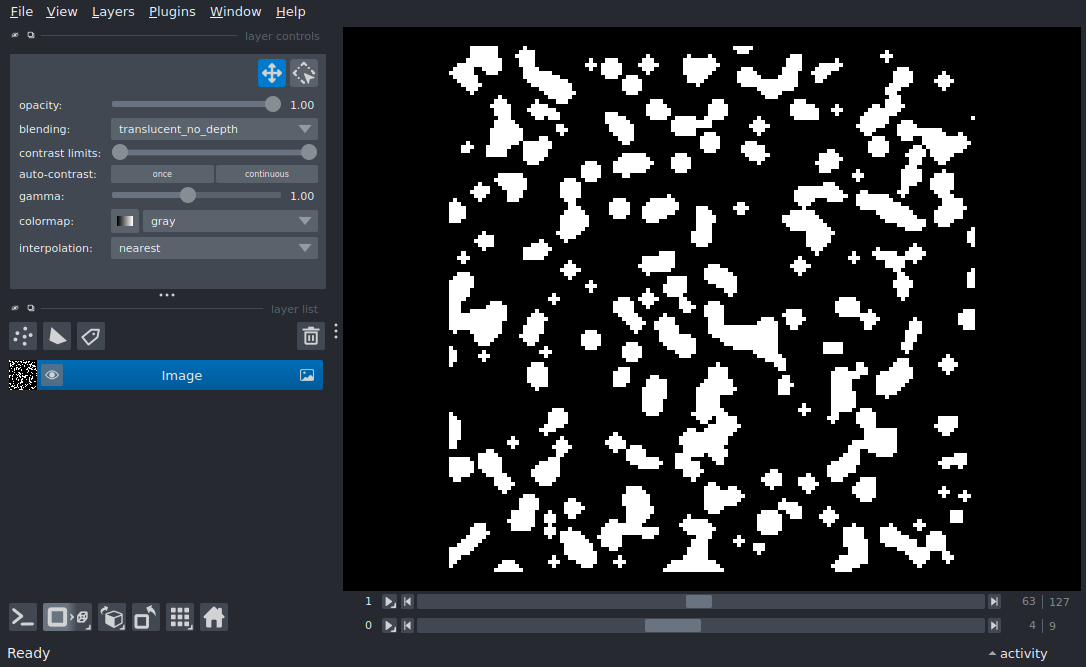 File View Layers Plugins Window Help
layer controls
opacity: 1.00
blending: translucent_no_depth
contrast limits:
auto-contrast: once continuous
gamma: 1.00
colormap: gray
interpolation: nearest
layer list
Image
1 63 127
0 4 9
Ready activity